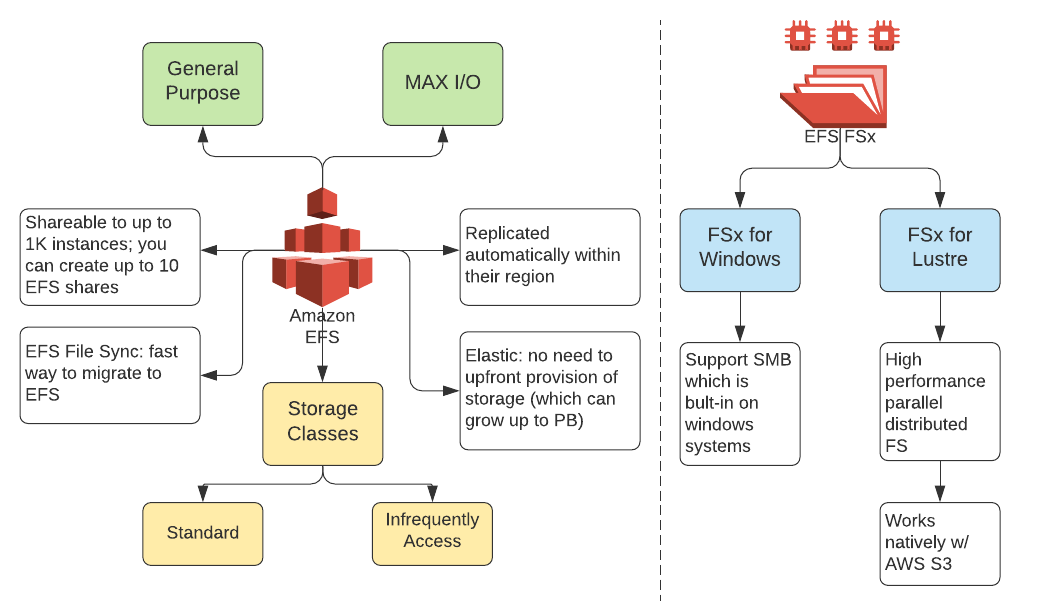 General
Purpose
MAX I/O
Shareable to up to
1K instances; you
can create up to 10
EFS shares
Replicated
automatically within
their region
Amazon
EFS
EFS File Sync: fast
way to migrate to
EFS
Elastic: no need to
upfront provision of
storage (which can
grow up to PB)
Storage
Classes
Standard
Infrequently
Access
EFS FSx
FSx for
Windows
FSx for
Lustre
Support SMB
which is
bult-in on
windows
systems
High
performance
parallel
distributed
FS
Works
natively w/
AWS S3